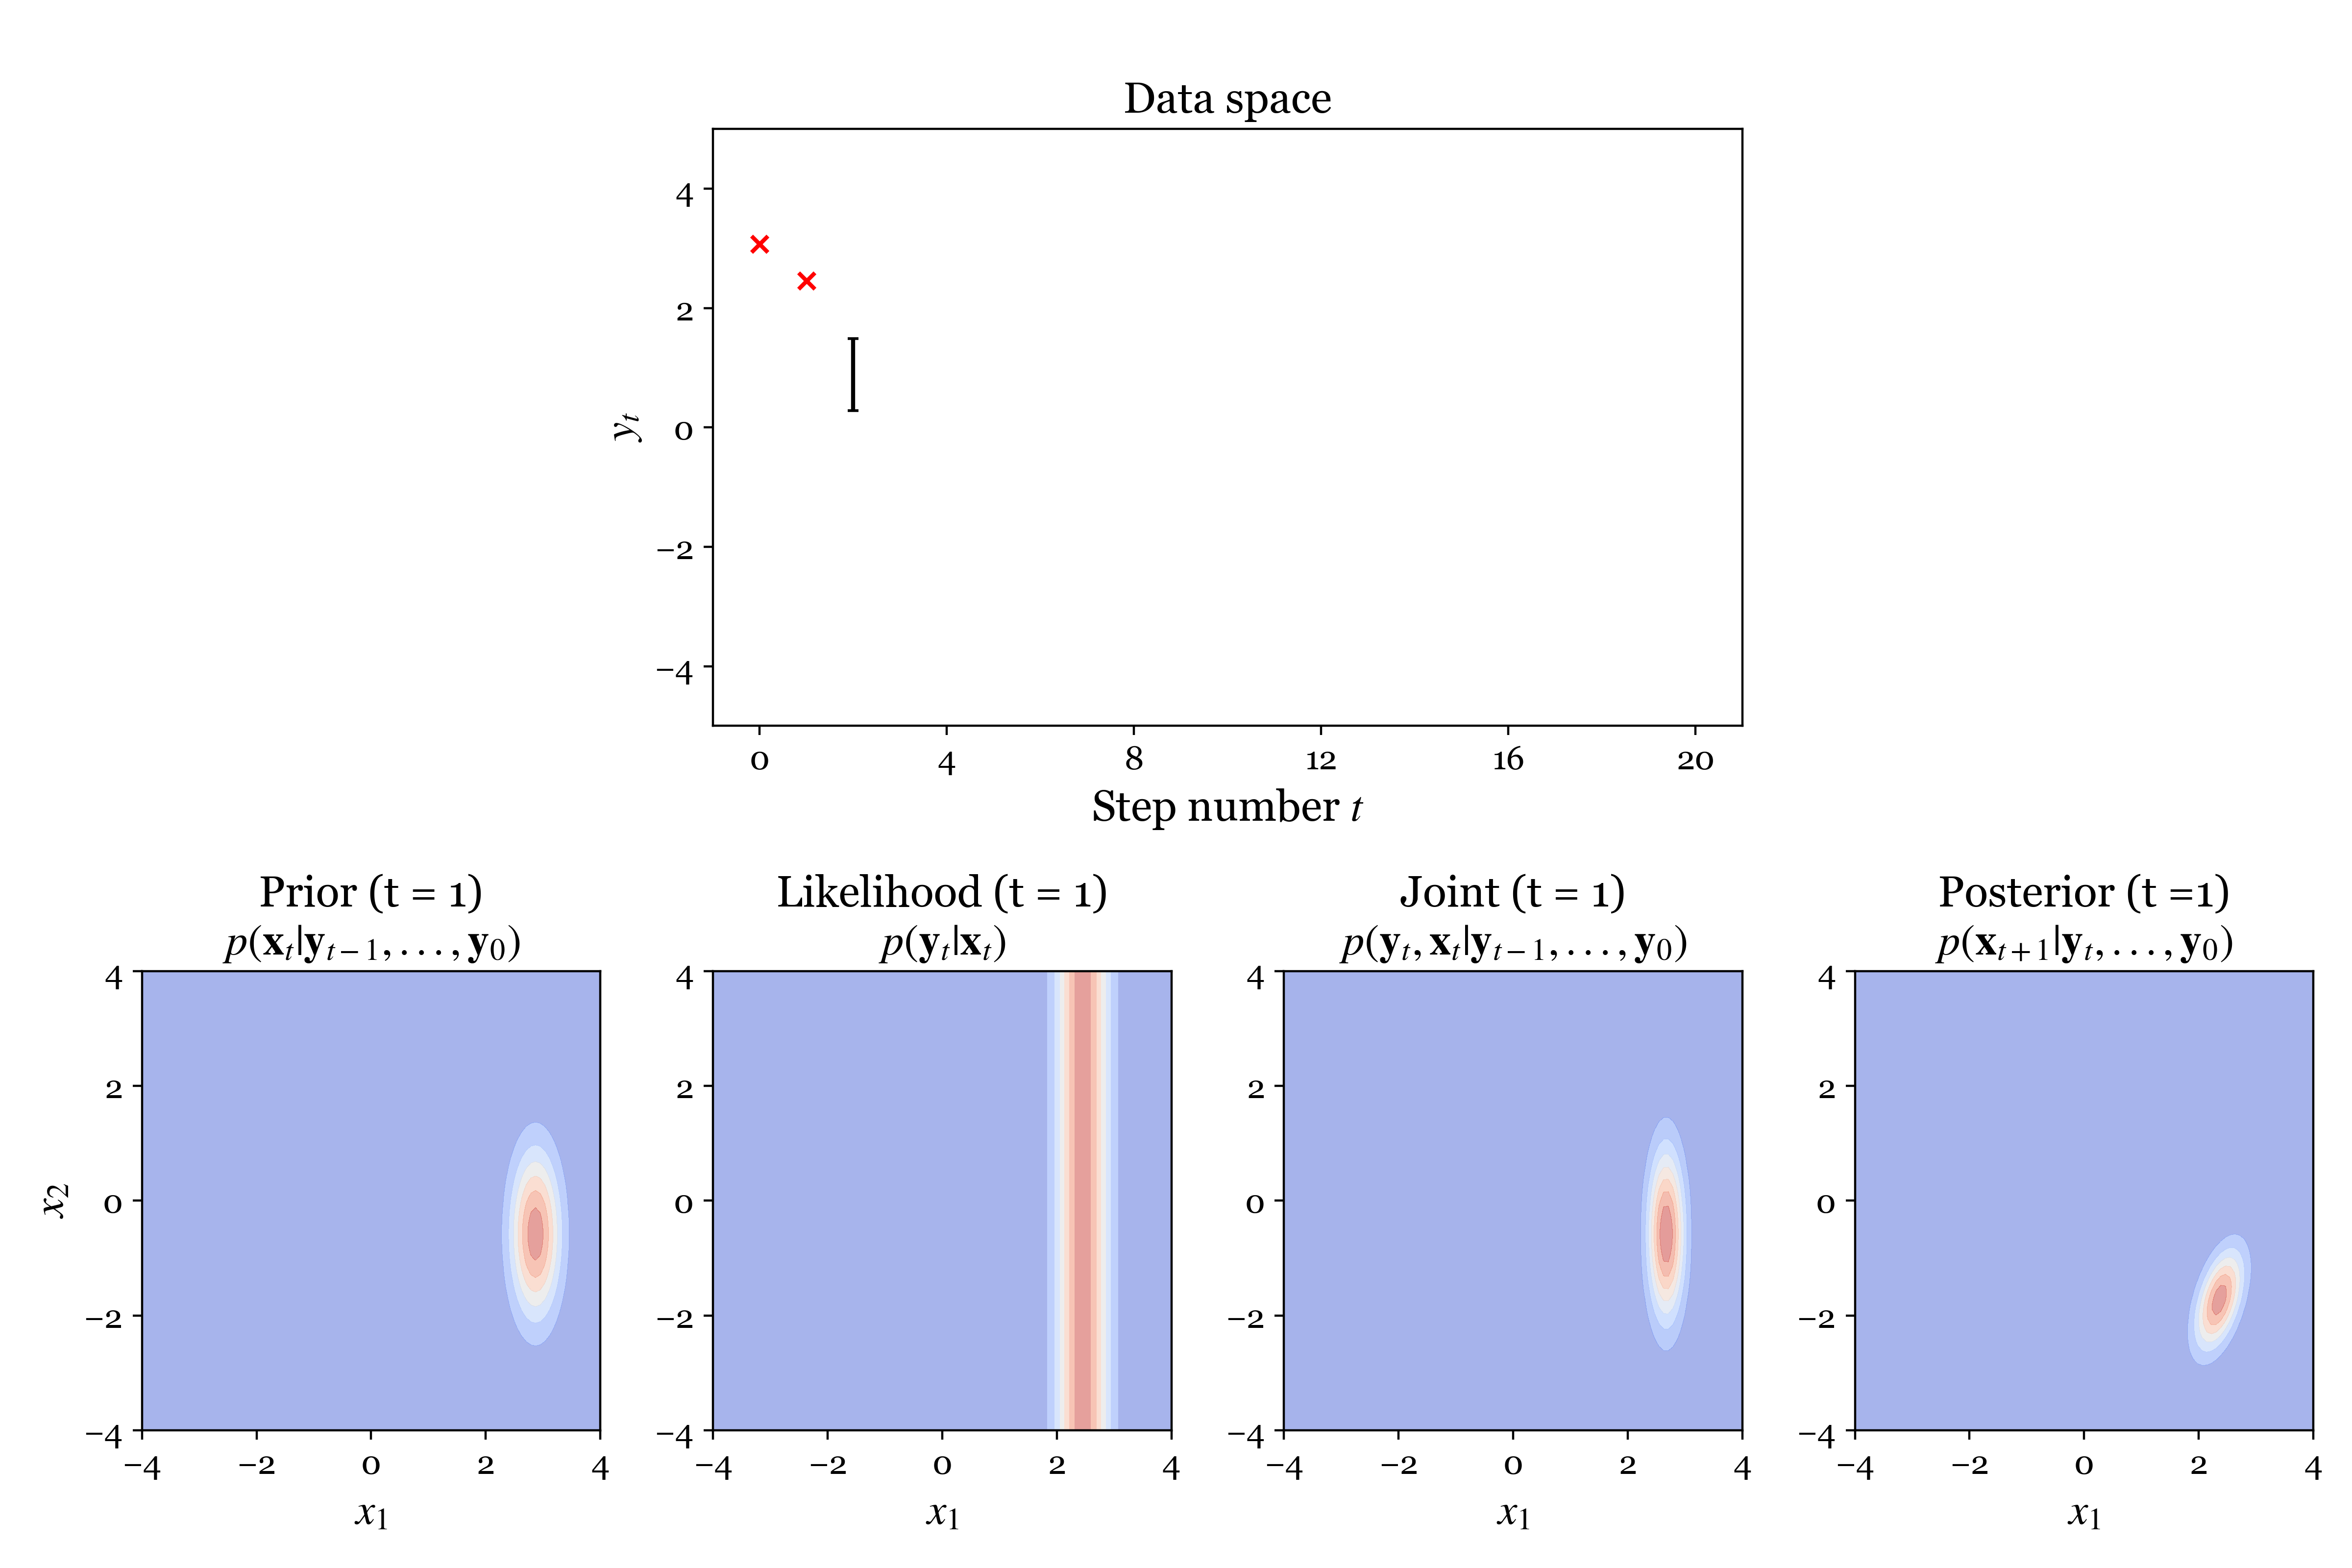 Data space
4
2
0
−2
−4
y_t
0 4 8 12 16 20
Step number t
Prior (t = 1)
p(𝐱_t|𝐲_{t−1}, . . . , 𝐲_0)
4
2
0
−2
−4
x_2
−4 −2 0 2 4
x_1
Likelihood (t = 1)
p(𝐲_t|𝐱_t)
4
2
0
−2
−4
−4 −2 0 2 4
x_1
Joint (t = 1)
p(𝐲_t, 𝐱_t|𝐲_{t−1}, . . . , 𝐲_0)
4
2
0
−2
−4
−4 −2 0 2 4
x_1
Posterior (t =1)
p(𝐱_{t+1}|𝐲_t, . . . , 𝐲_0)
4
2
0
−2
−4
−4 −2 0 2 4
x_1